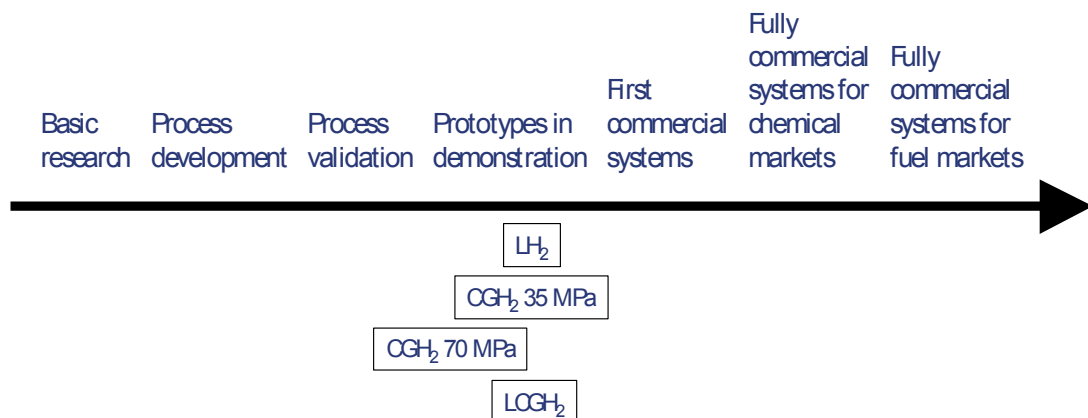 Basic
research
Process
development
Process
validation
Prototypes in
demonstration
First
commercial
systems
Fully
commercial
systems for
chemical
markets
Fully
commercial
systems for
fuel markets
LH₂
CGH₂ 35 MPa
CGH₂ 70 MPa
LCGH₂